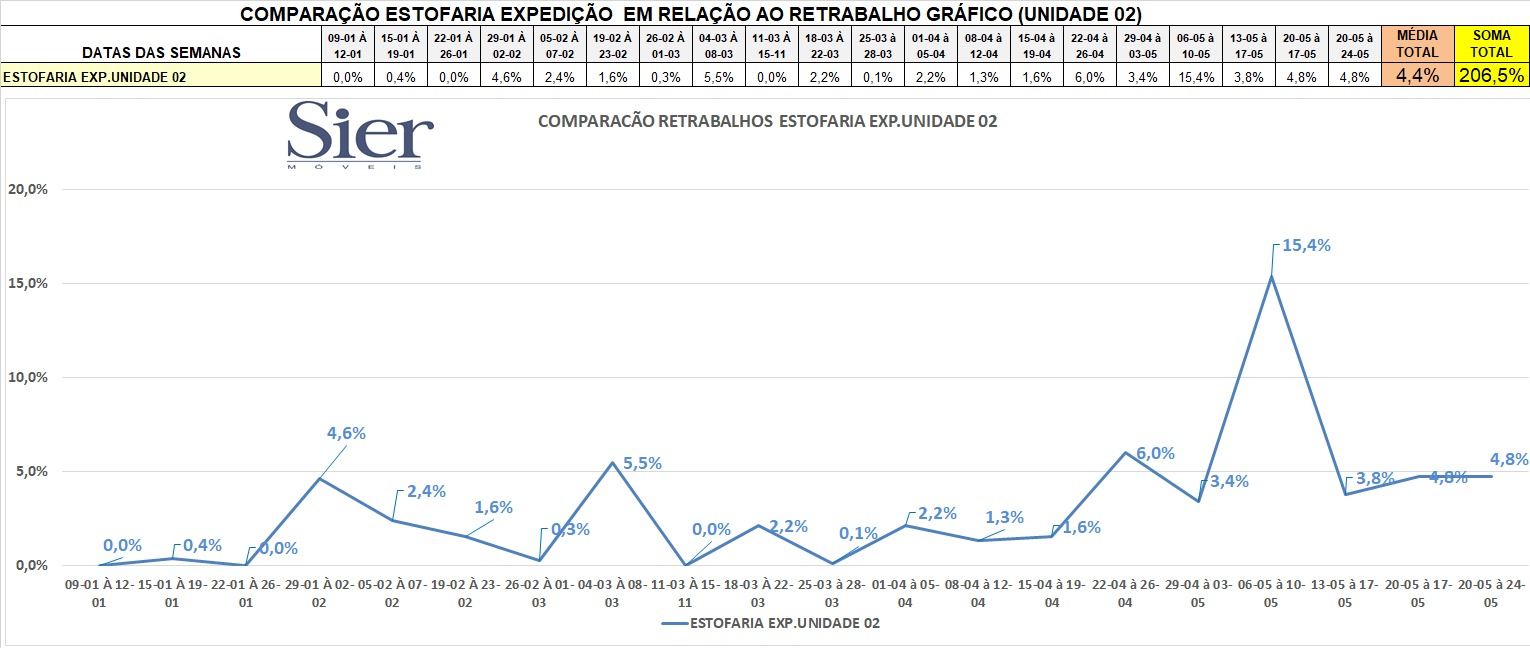 COMPARAÇÃO ESTOFARIA EXPEDIÇÃO EM RELAÇÃO AO RETRABALHO GRÁFICO (UNIDADE 02)
DATAS DAS SEMANAS 09-01 À 12-01 15-01 À 19-01 22-01 À 26-01 29-01 À 02-02 05-02 À 07-02 19-02 À 23-02 26-02 À 01-03 04-03 À 08-03 11-03 À 15-11 18-03 À 22-03 25-03 à 28-03 01-04 à 05-04 08-04 à 12-04 15-04 à 19-04 22-04 à 26-04 29-04 à 03-05 06-05 à 10-05 13-05 à 17-05 20-05 à 17-05 20-05 à 24-05 MÉDIA TOTAL SOMA TOTAL
ESTOFARIA EXP.UNIDADE 02 0,0% 0,4% 0,0% 4,6% 2,4% 1,6% 0,3% 5,5% 0,0% 2,2% 0,1% 2,2% 1,3% 1,6% 6,0% 3,4% 15,4% 3,8% 4,8% 4,8% 4,4% 206,5%
Sier
MÓVEIS
COMPARACÃO RETRABALHOS ESTOFARIA EXP.UNIDADE 02
20,0%
15,0%
10,0%
5,0%
0,0%
0,0% 0,4% 0,0% 4,6% 2,4% 1,6% 0,3% 5,5% 0,0% 2,2% 0,1% 2,2% 1,3% 1,6% 6,0% 3,4% 15,4% 3,8% 4,8% 4,8%
09-01 À 12- 15-01 À 19- 22-01 À 26- 29-01 À 02- 05-02 À 07- 19-02 À 23- 26-02 À 01- 04-03 À 08- 11-03 À 15- 18-03 À 22- 25-03 à 28- 01-04 à 05- 08-04 à 12- 15-04 à 19- 22-04 à 26- 29-04 à 03- 06-05 à 10- 13-05 à 17- 20-05 à 17- 20-05 à 24-
01 01 01 02 02 02 03 03 11 03 03 04 04 04 04 05 05 05 05 05
ESTOFARIA EXP.UNIDADE 02